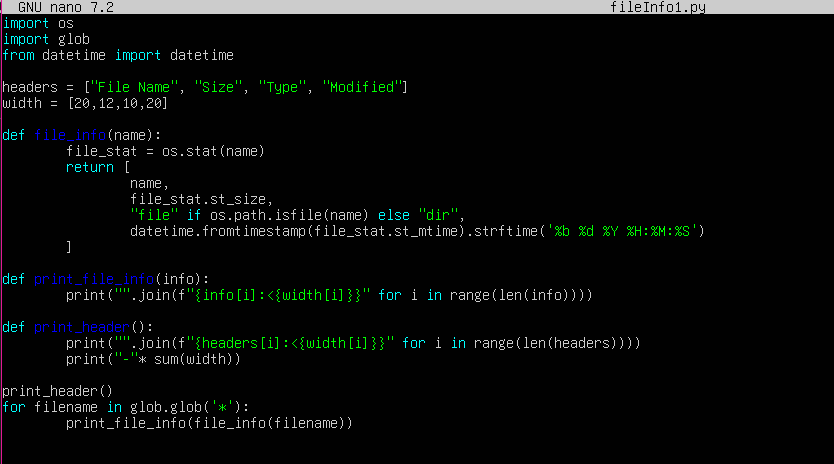 GNU nano 7.2 fileInfo1.py
import os
import glob
from datetime import datetime
headers = ["File Name", "Size", "Type", "Modified"]
width = [20,12,10,20]
def file_info(name):
file_stat = os.stat(name)
return [
name,
file_stat.st_size,
"file" if os.path.isfile(name) else "dir",
datetime.fromtimestamp(file_stat.st_mtime).strftime('%b %d %Y %H:%M:%S')
]
def print_file_info(info):
print("".join(f"{info[i]:<{width[i]}}" for i in range(len(info))))
def print_header():
print("".join(f"{headers[i]:<{width[i]}}" for i in range(len(headers))))
print("-"* sum(width))
print_header()
for filename in glob.glob('*'):
print_file_info(file_info(filename))